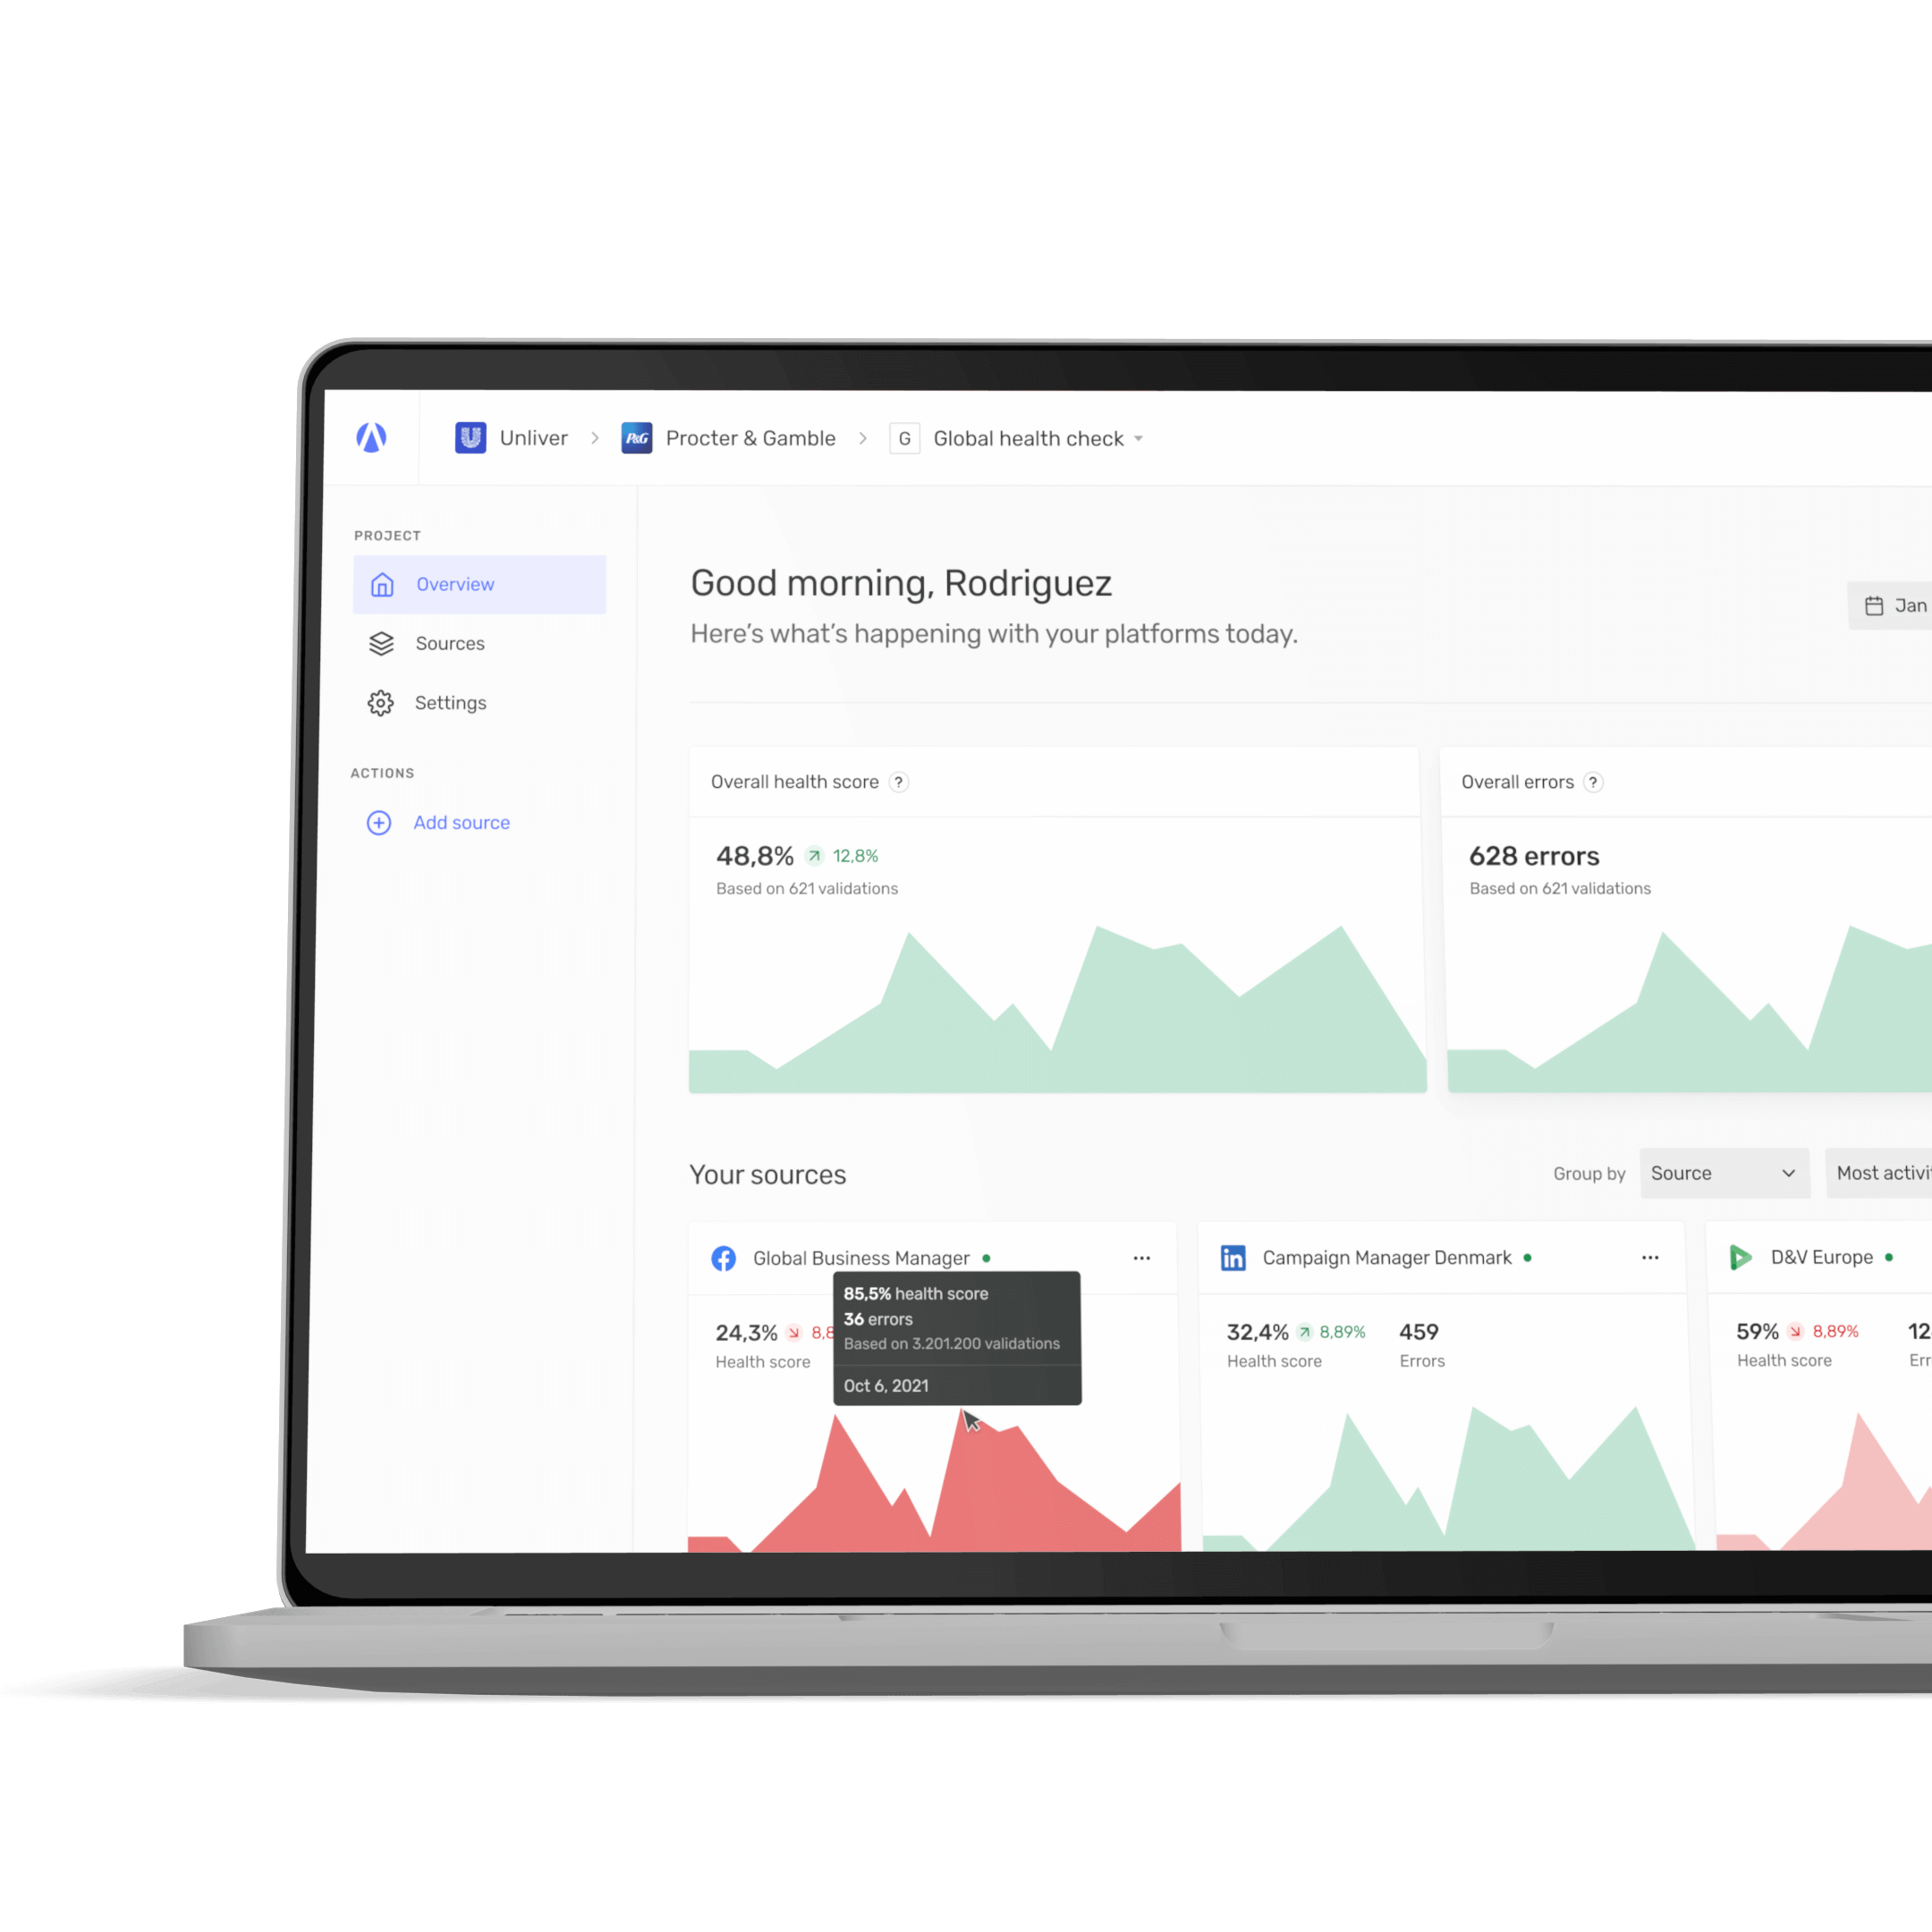 Unliver > P&G Procter & Gamble > G Global health check
PROJECT
Overview
Sources
Settings
ACTIONS
Add source
Good morning, Rodriguez
Here's what's happening with your platforms today.
Jan
Overall health score ?
48,8% 12,8%
Based on 621 validations
Overall errors ?
628 errors
Based on 621 validations
Your sources
Group by Source
Most
Global Business Manager
24,3%
Health score
85,5% health score
36 errors
Based on 3.201.200 validations
Oct 6, 2021
in Campaign Manager Denmark
32,4% 8,89% 459
Health score Errors
D&V Europe
59% 8,89% 12
Health score